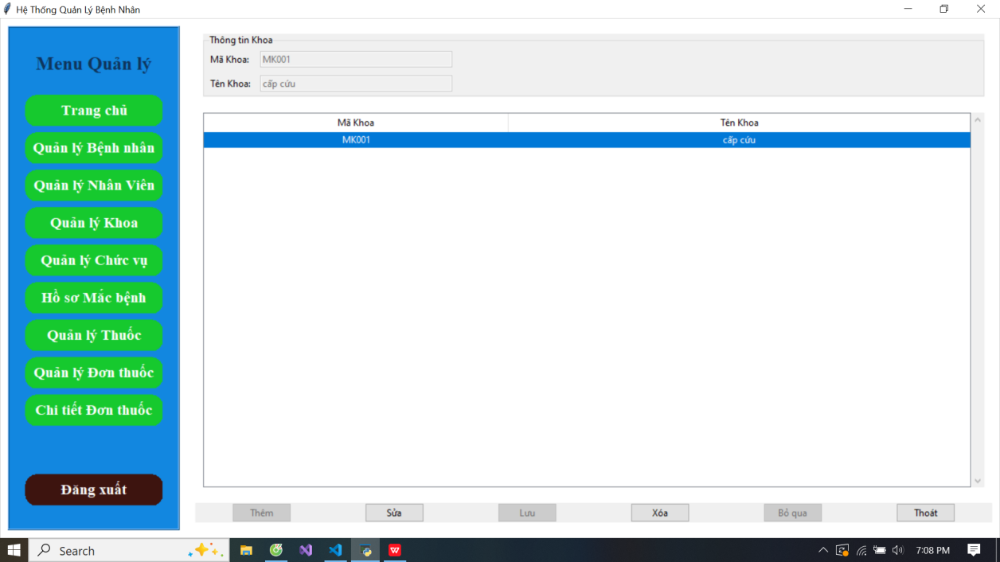 Hệ Thống Quản Lý Bệnh Nhân
Menu Quản lý
Trang chủ
Quản lý Bệnh nhân
Quản lý Nhân Viên
Quản lý Khoa
Quản lý Chức vụ
Hồ sơ Mắc bệnh
Quản lý Thuốc
Quản lý Đơn thuốc
Chi tiết Đơn thuốc
Đăng xuất
Thông tin Khoa
Mã Khoa: MK001
Tên Khoa: cấp cứu
Mã Khoa Tên Khoa
MK001 cấp cứu
Thêm Sửa Lưu Xóa Bỏ qua Thoát
Search 7:08 PM